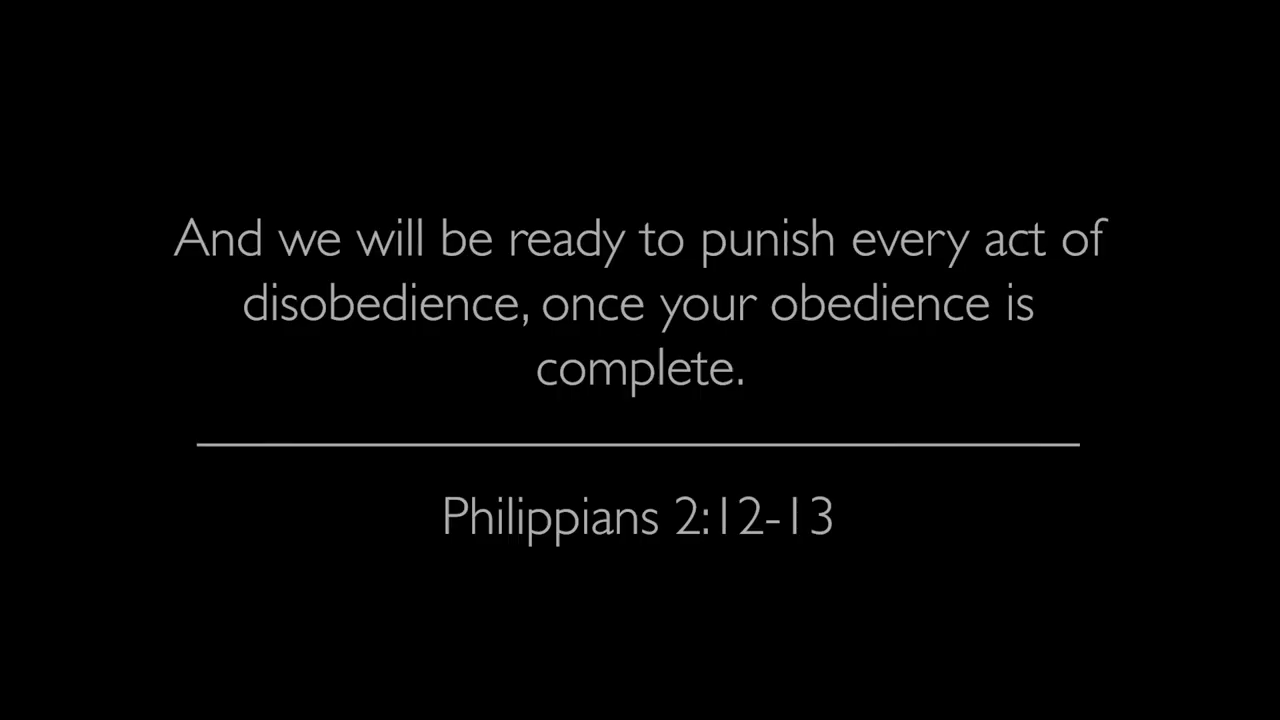 And we will be ready to punish every act of
disobedience, once your obedience is
complete.
Philippians 2:12-13